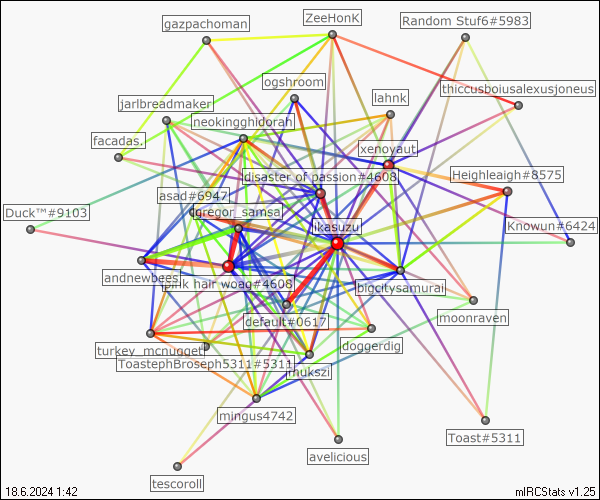 ZeeHonK
gazpachoman
Random Stuf6#5983
ogshroom
thiccusboiusalexusjoneus
jarlbreadmaker
lahnk
neokingghidorah
facadas.
xenoyaut
disaster of passion#4608
Heighleaigh#8575
asad#6947
Duck™#9103
gregor_samsa
ikasuzu
Knowun#6424
andnewbees
pink hair woag#4608
bigcitysamurai
moonraven
default#0617
turkey_mcnugget
doggerdig
ToastephBroseph5311#5311
mukszi
mingus4742
Toast#5311
avelicious
tescoroll
18.6.2024 1:42
mIRCStats v1.25